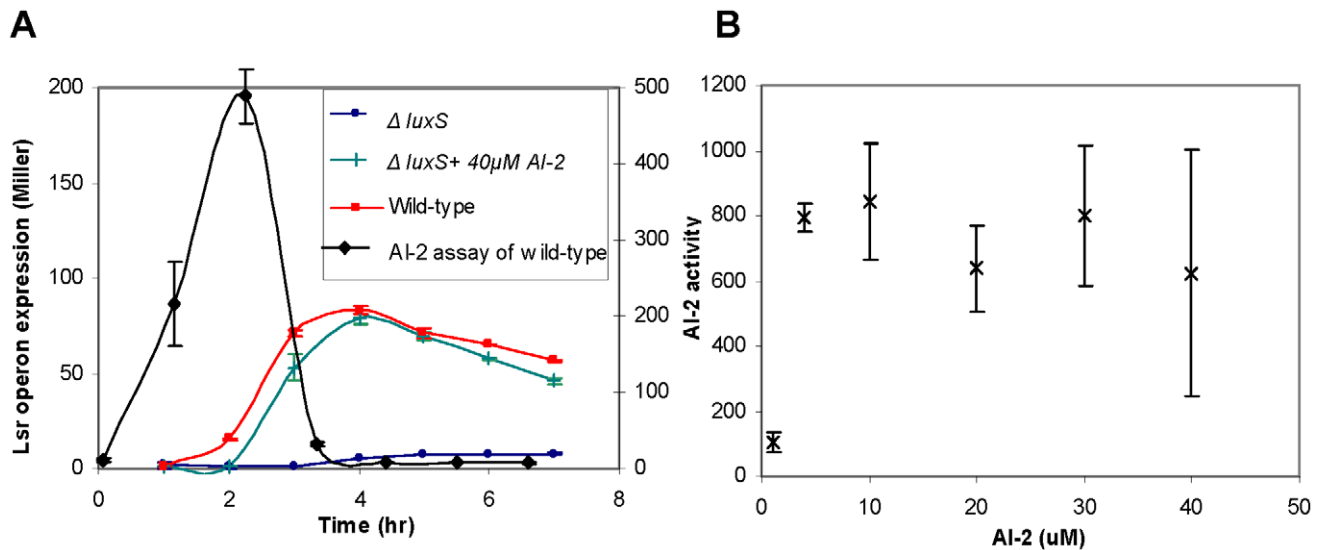 A
Lsr operon expression (Miller)
200
150
100
50
0
500
400
300
200
100
0
0
2
4
6
8
Time (hr)
Δ luxS
Δ luxS+ 40µM AI-2
Wild-type
AI-2 assay of wild-type
B
AI-2 activity
1200
1000
800
600
400
200
0
0
10
20
30
40
50
AI-2 (uM)